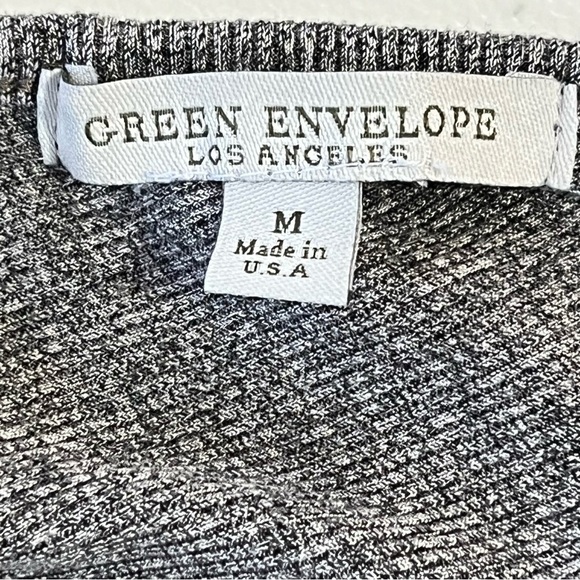 GREEN ENVELOPE
LOS ANGELES
M
Made in
U.S.A